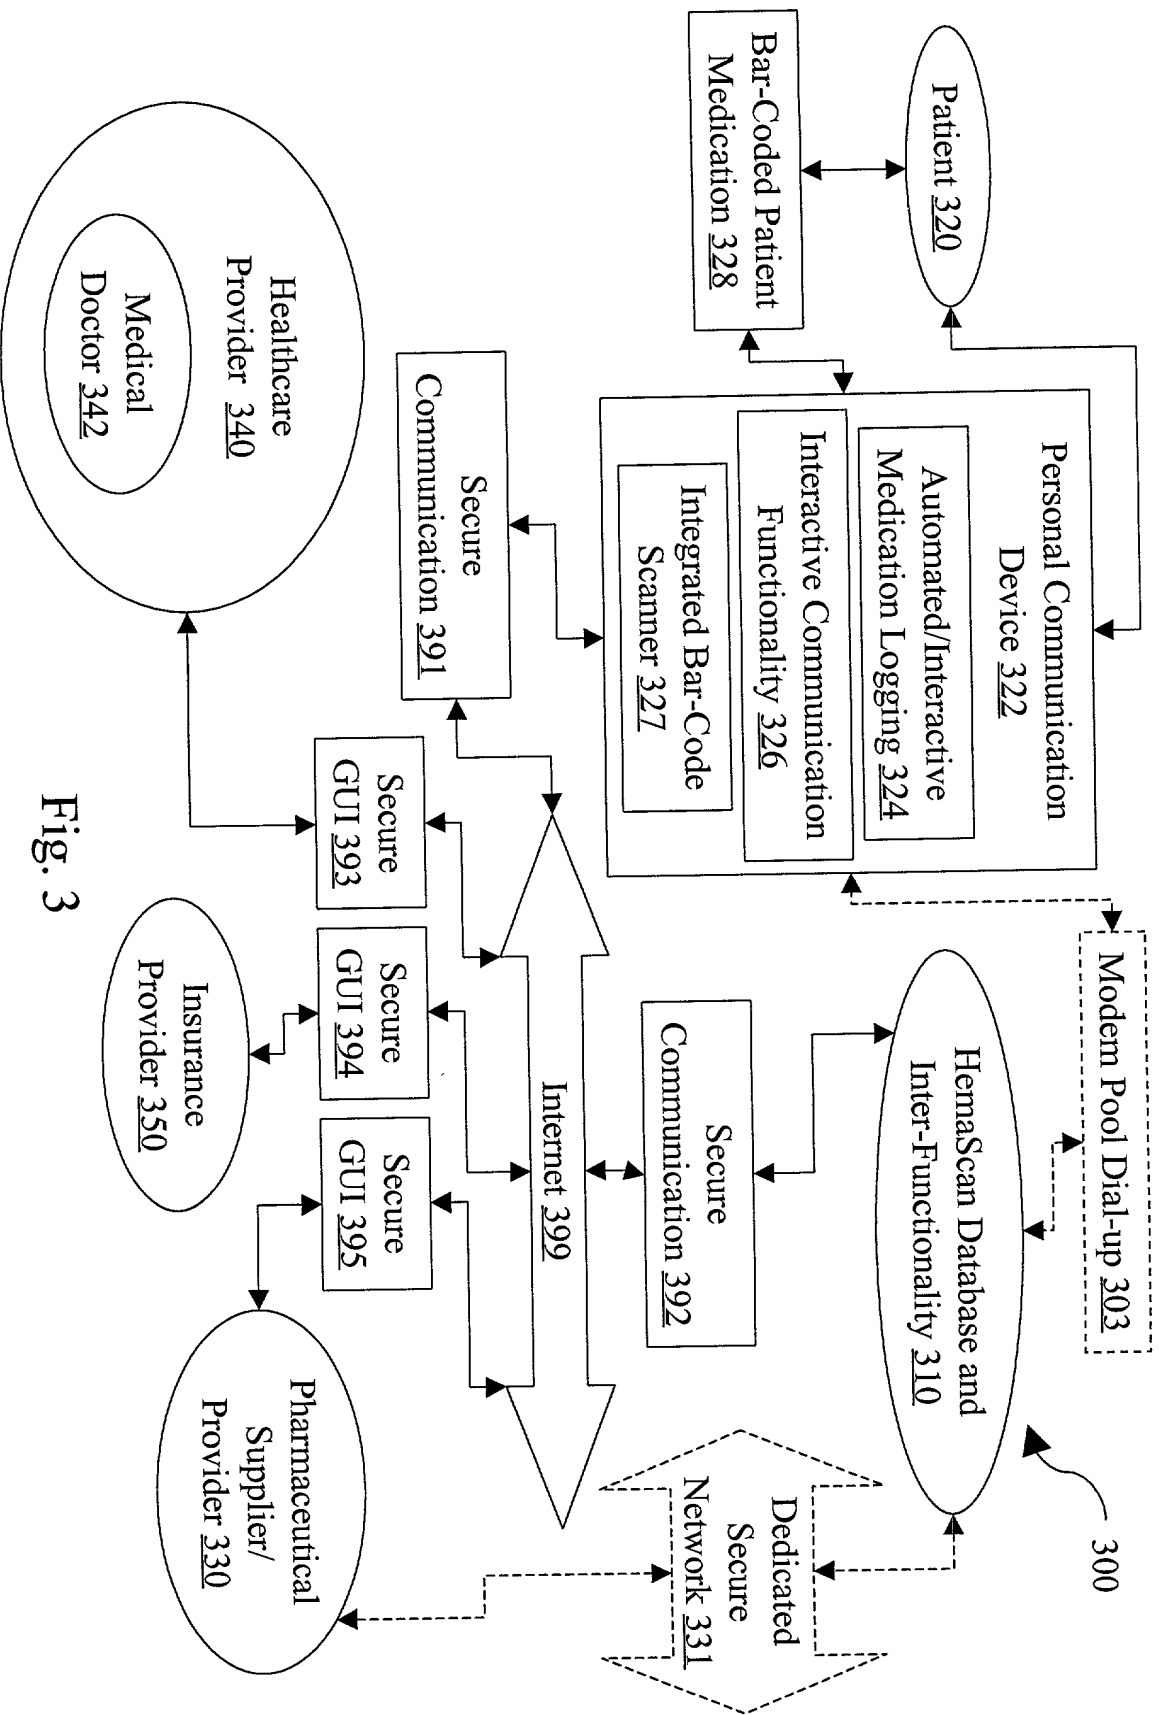 300
Modem Pool Dial-up 303
Patient 320
Personal Communication
Device 322
HemaScan Database and
Inter-Functionality 310
Automated/Interactive
Medication Logging 324
Bar-Coded Patient
Medication 328
Interactive Communication
Functionality 326
Dedicated
Secure
Network 331
Integrated Bar-Code
Scanner 327
Secure
Communication 392
Internet 399
Secure
Communication 391
Secure
GUI 393
Secure
GUI 394
Secure
GUI 395
Healthcare
Provider 340
Medical
Doctor 342
Insurance
Provider 350
Pharmaceutical
Supplier/
Provider 330
Fig. 3